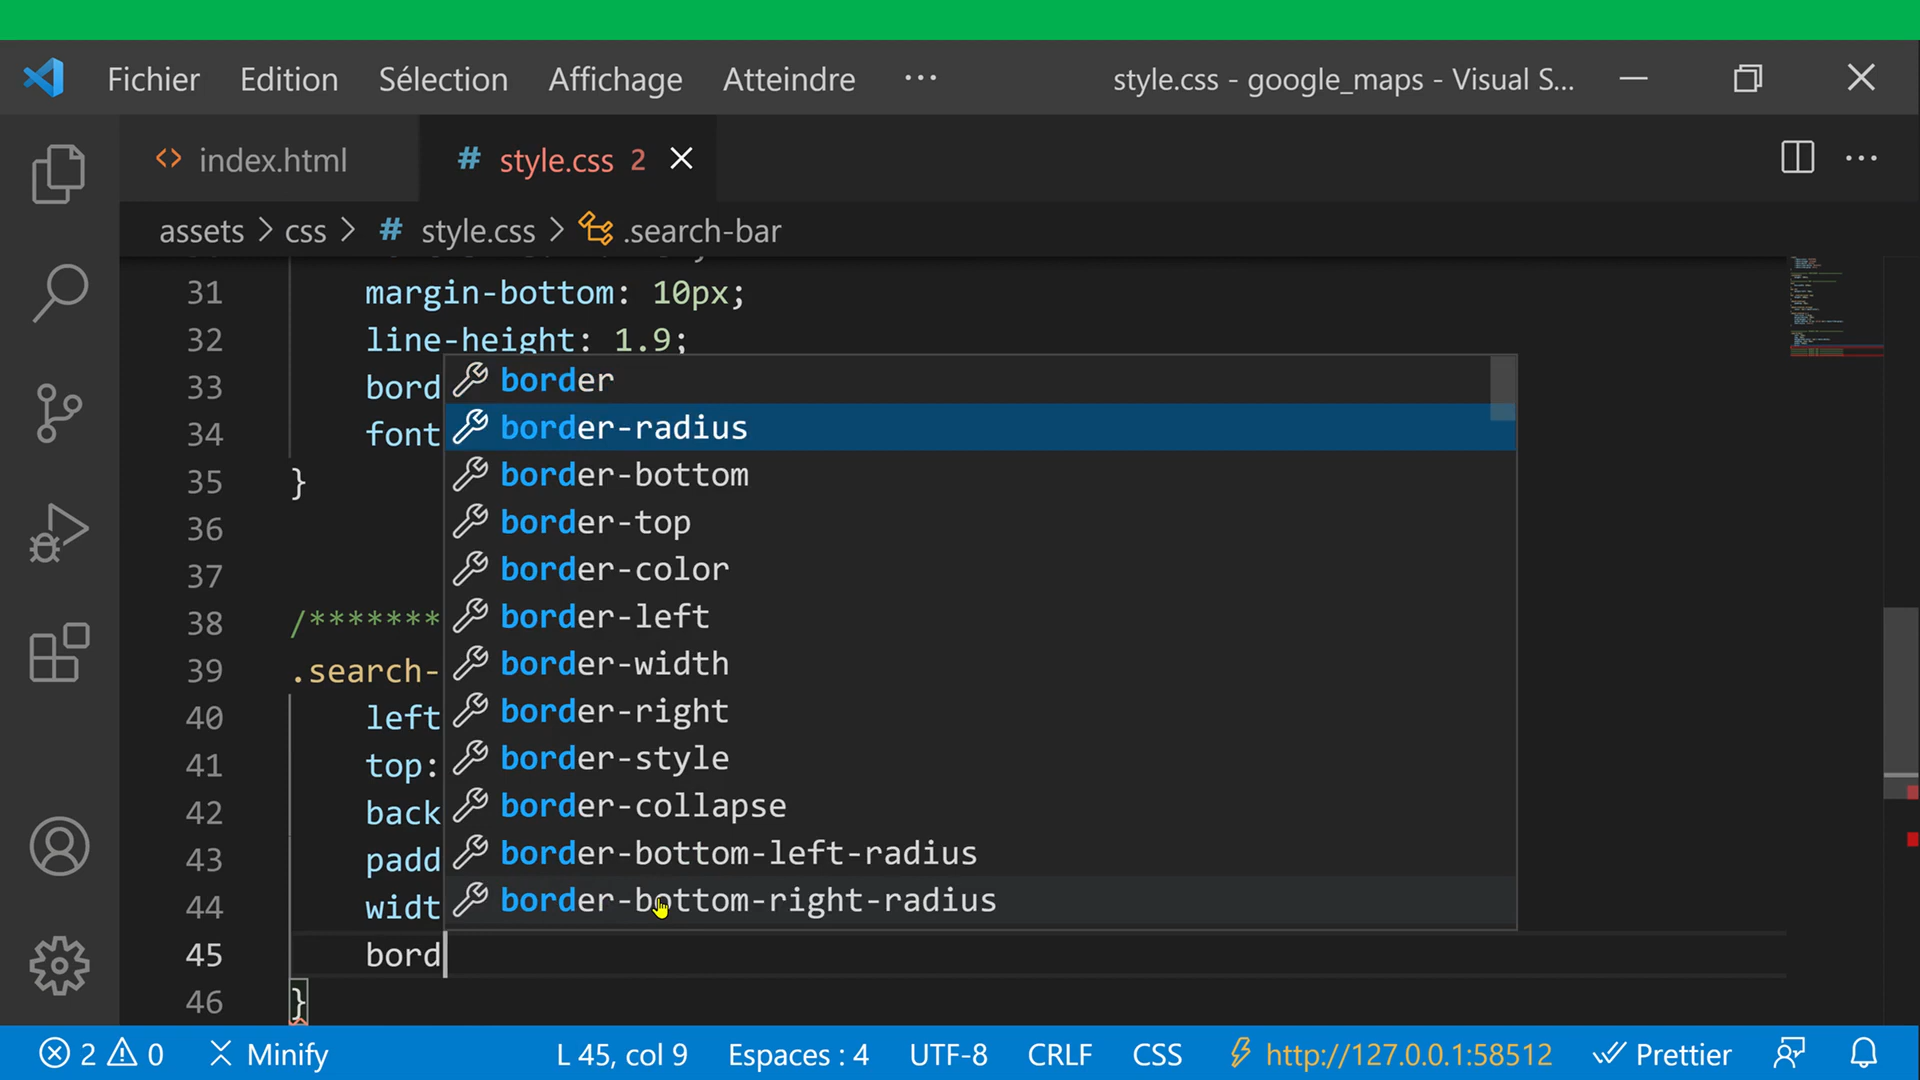 Fichier Edition Sélection Affichage Atteindre ··· style.css - google_maps - Visual S...
index.html # style.css 2
assets > css > # style.css > .search-bar
31 margin-bottom: 10px;
32 line-height: 1.9;
33 bord
34 font
35 }
36
37
38 /*******
39 .search-
40 left
41 top:
42 back
43 padd
44 widt
45 bord
46 }
border
border-radius
border-bottom
border-top
border-color
border-left
border-width
border-right
border-style
border-collapse
border-bottom-left-radius
border-bottom-right-radius
2 0 Minify L 45, col 9 Espaces : 4 UTF-8 CRLF CSS http://127.0.0.1:58512 Prettier